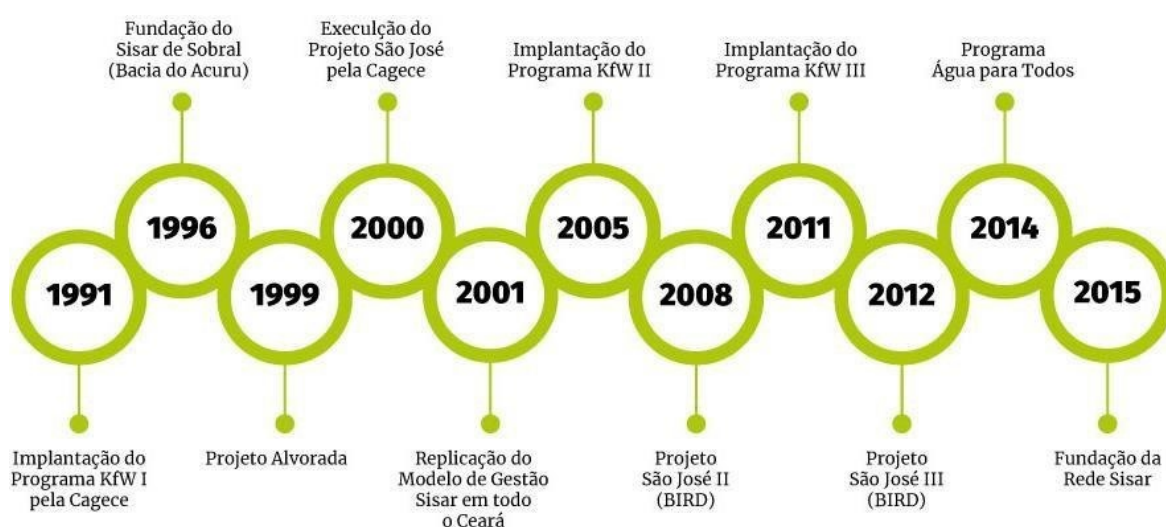 Fundação do
Sisar de Sobral
(Bacia do Acuru)
Execulção do
Projeto São José
pela Cagece
Implantação do
Programa KfW II
Implantação do
Programa KfW III
Programa
Água para Todos
1991
1996
1999
2000
2001
2005
2008
2011
2012
2014
2015
Implantação do
Programa KfW I
pela Cagece
Projeto Alvorada
Replicação do
Modelo de Gestão
Sisar em todo
o Ceará
Projeto
São José II
(BIRD)
Projeto
São José III
(BIRD)
Fundação da
Rede Sisar